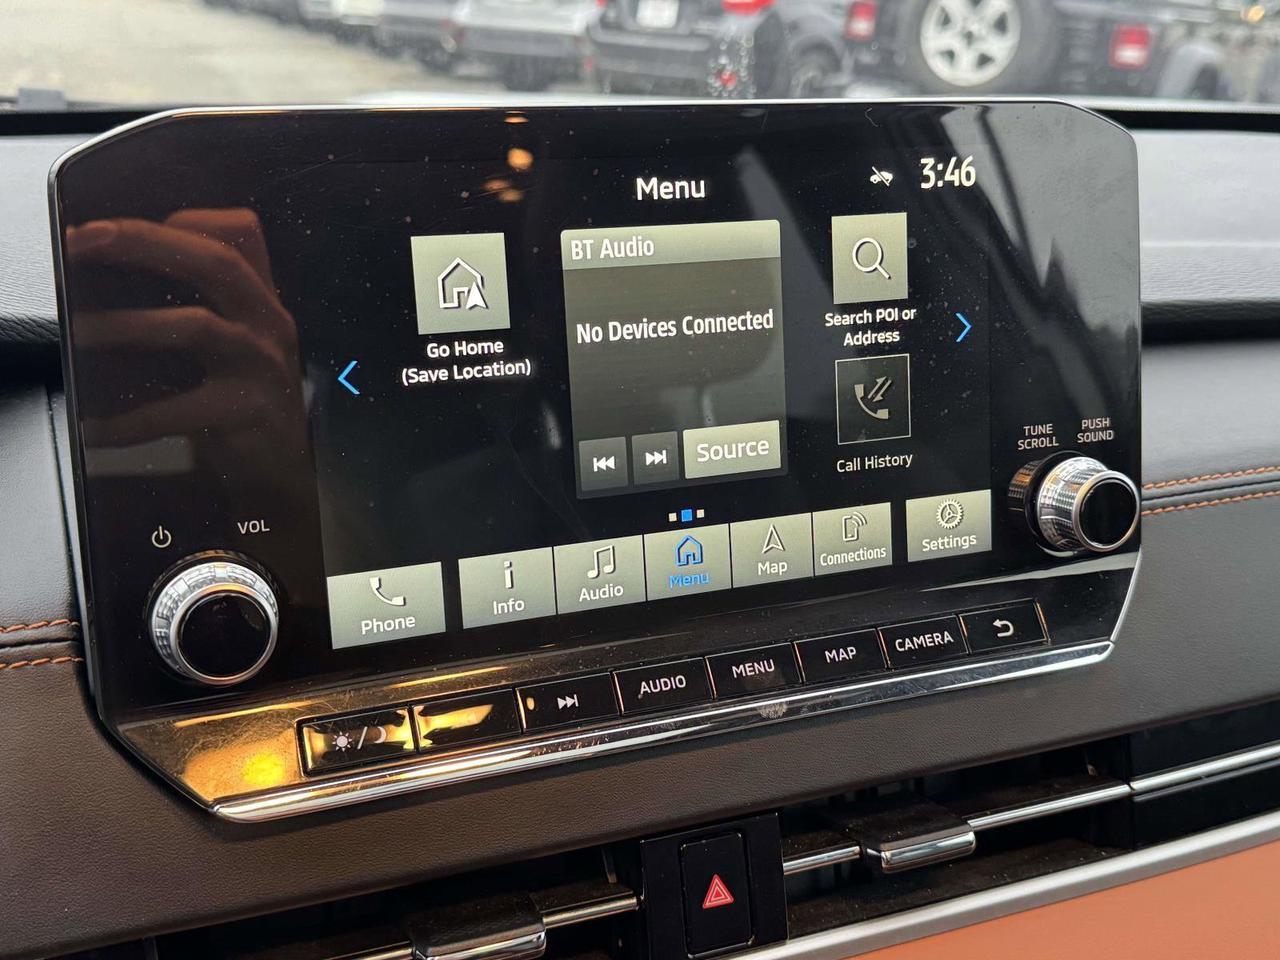 Menu
3:46
BT Audio
No Devices Connected
Source
Go Home
(Save Location)
Search POI or
Address
Call History
TUNE
SCROLL
PUSH
SOUND
VOL
Phone
Info
Audio
Menu
Map
Connections
Settings
AUDIO
MENU
MAP
CAMERA